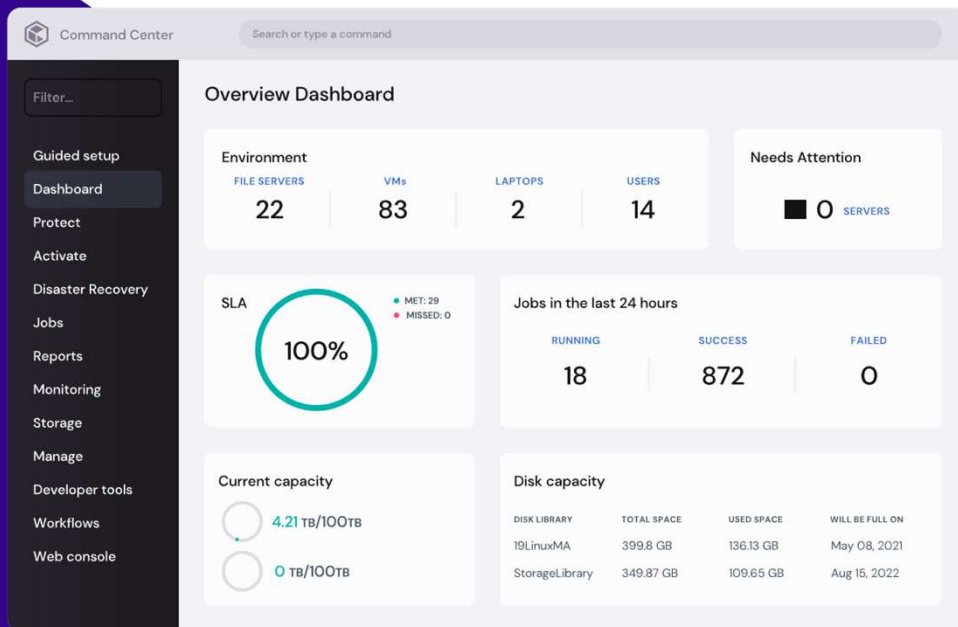 Command Center
Search or type a command
Filter...
Guided setup
Dashboard
Protect
Activate
Disaster Recovery
Jobs
Reports
Monitoring
Storage
Manage
Developer tools
Workflows
Web console
Overview Dashboard
Environment
FILE SERVERS VMs LAPTOPS USERS
22 83 2 14
Needs Attention
0 SERVERS
SLA
100%
MET: 29
MISSED: 0
Jobs in the last 24 hours
RUNNING SUCCESS FAILED
18 872 0
Current capacity
4.21 TB/100TB
0 TB/100TB
Disk capacity
DISK LIBRARY TOTAL SPACE USED SPACE WILL BE FULL ON
19LinuxMA 399.8 GB 136.13 GB May 08, 2021
StorageLibrary 349.87 GB 109.65 GB Aug 15, 2022